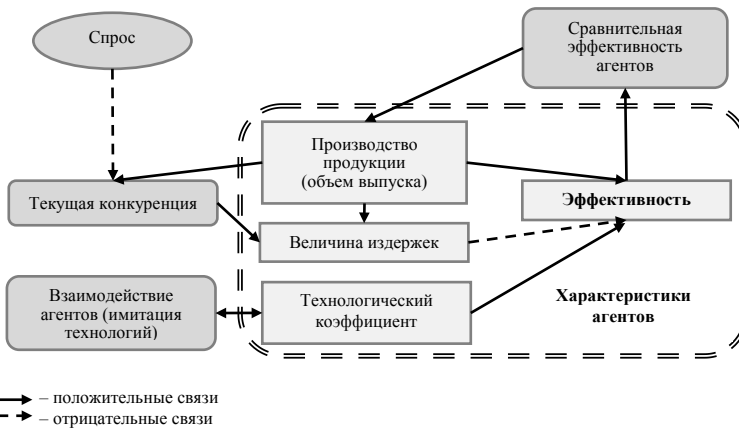 Спрос
Сравнительная
эффективность
агентов
Производство
продукции
(объем выпуска)
Текущая конкуренция
Эффективность
Величина издержек
Взаимодействие
агентов (имитация
технологий)
Технологический
коэффициент
Характеристики
агентов
– положительные связи
– отрицательные связи